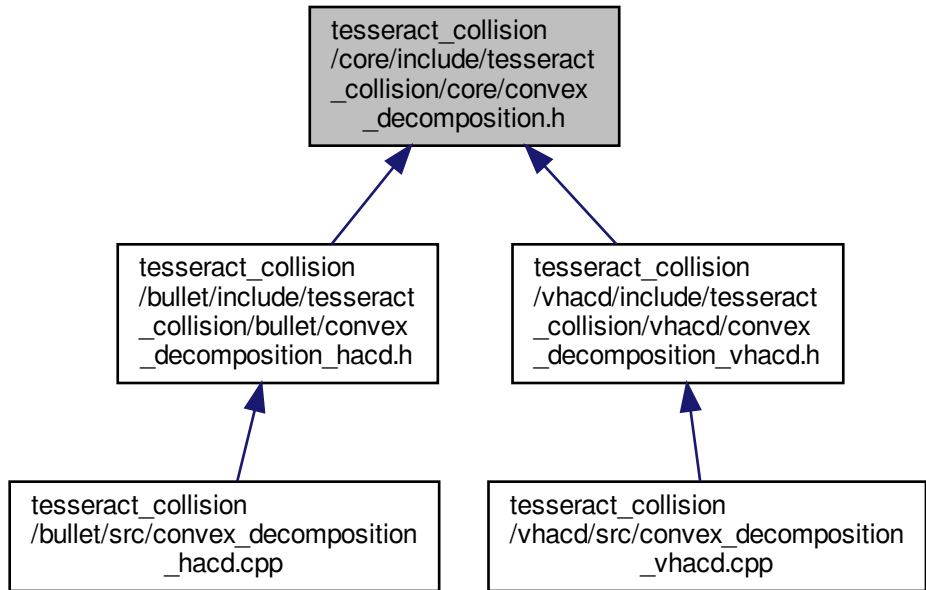 tesseract_collision
/core/include/tesseract
_collision/core/convex
_decomposition.h
tesseract_collision
/bullet/include/tesseract
_collision/bullet/convex
_decomposition_hacd.h
tesseract_collision
/vhacd/include/tesseract
_collision/vhacd/convex
_decomposition_vhacd.h
tesseract_collision
/bullet/src/convex_decomposition
_hacd.cpp
tesseract_collision
/vhacd/src/convex_decomposition
_vhacd.cpp